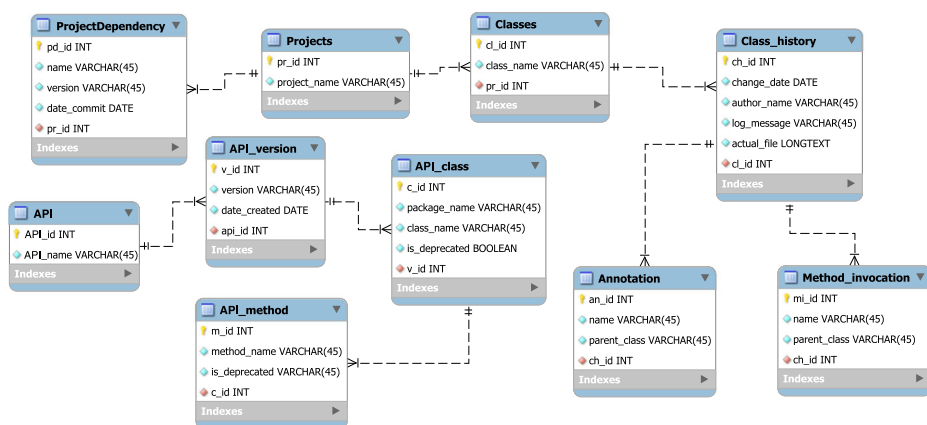 ProjectDependency
pd_id INT
name VARCHAR(45)
version VARCHAR(45)
date_commit DATE
pr_id INT
Indexes
Projects
pr_id INT
project_name VARCHAR(45)
Indexes
Classes
cl_id INT
class_name VARCHAR(45)
pr_id INT
Indexes
Class_history
ch_id INT
change_date DATE
author_name VARCHAR(45)
log_message VARCHAR(45)
actual_file LONGTEXT
cl_id INT
Indexes
API
API_id INT
API_name VARCHAR(45)
Indexes
API_version
v_id INT
version VARCHAR(45)
date_created DATE
api_id INT
Indexes
API_class
c_id INT
package_name VARCHAR(45)
class_name VARCHAR(45)
is_deprecated BOOLEAN
v_id INT
Indexes
API_method
m_id INT
method_name VARCHAR(45)
is_deprecated VARCHAR(45)
c_id INT
Indexes
Annotation
an_id INT
name VARCHAR(45)
parent_class VARCHAR(45)
ch_id INT
Indexes
Method_invocation
mi_id INT
name VARCHAR(45)
parent_class VARCHAR(45)
ch_id INT
Indexes